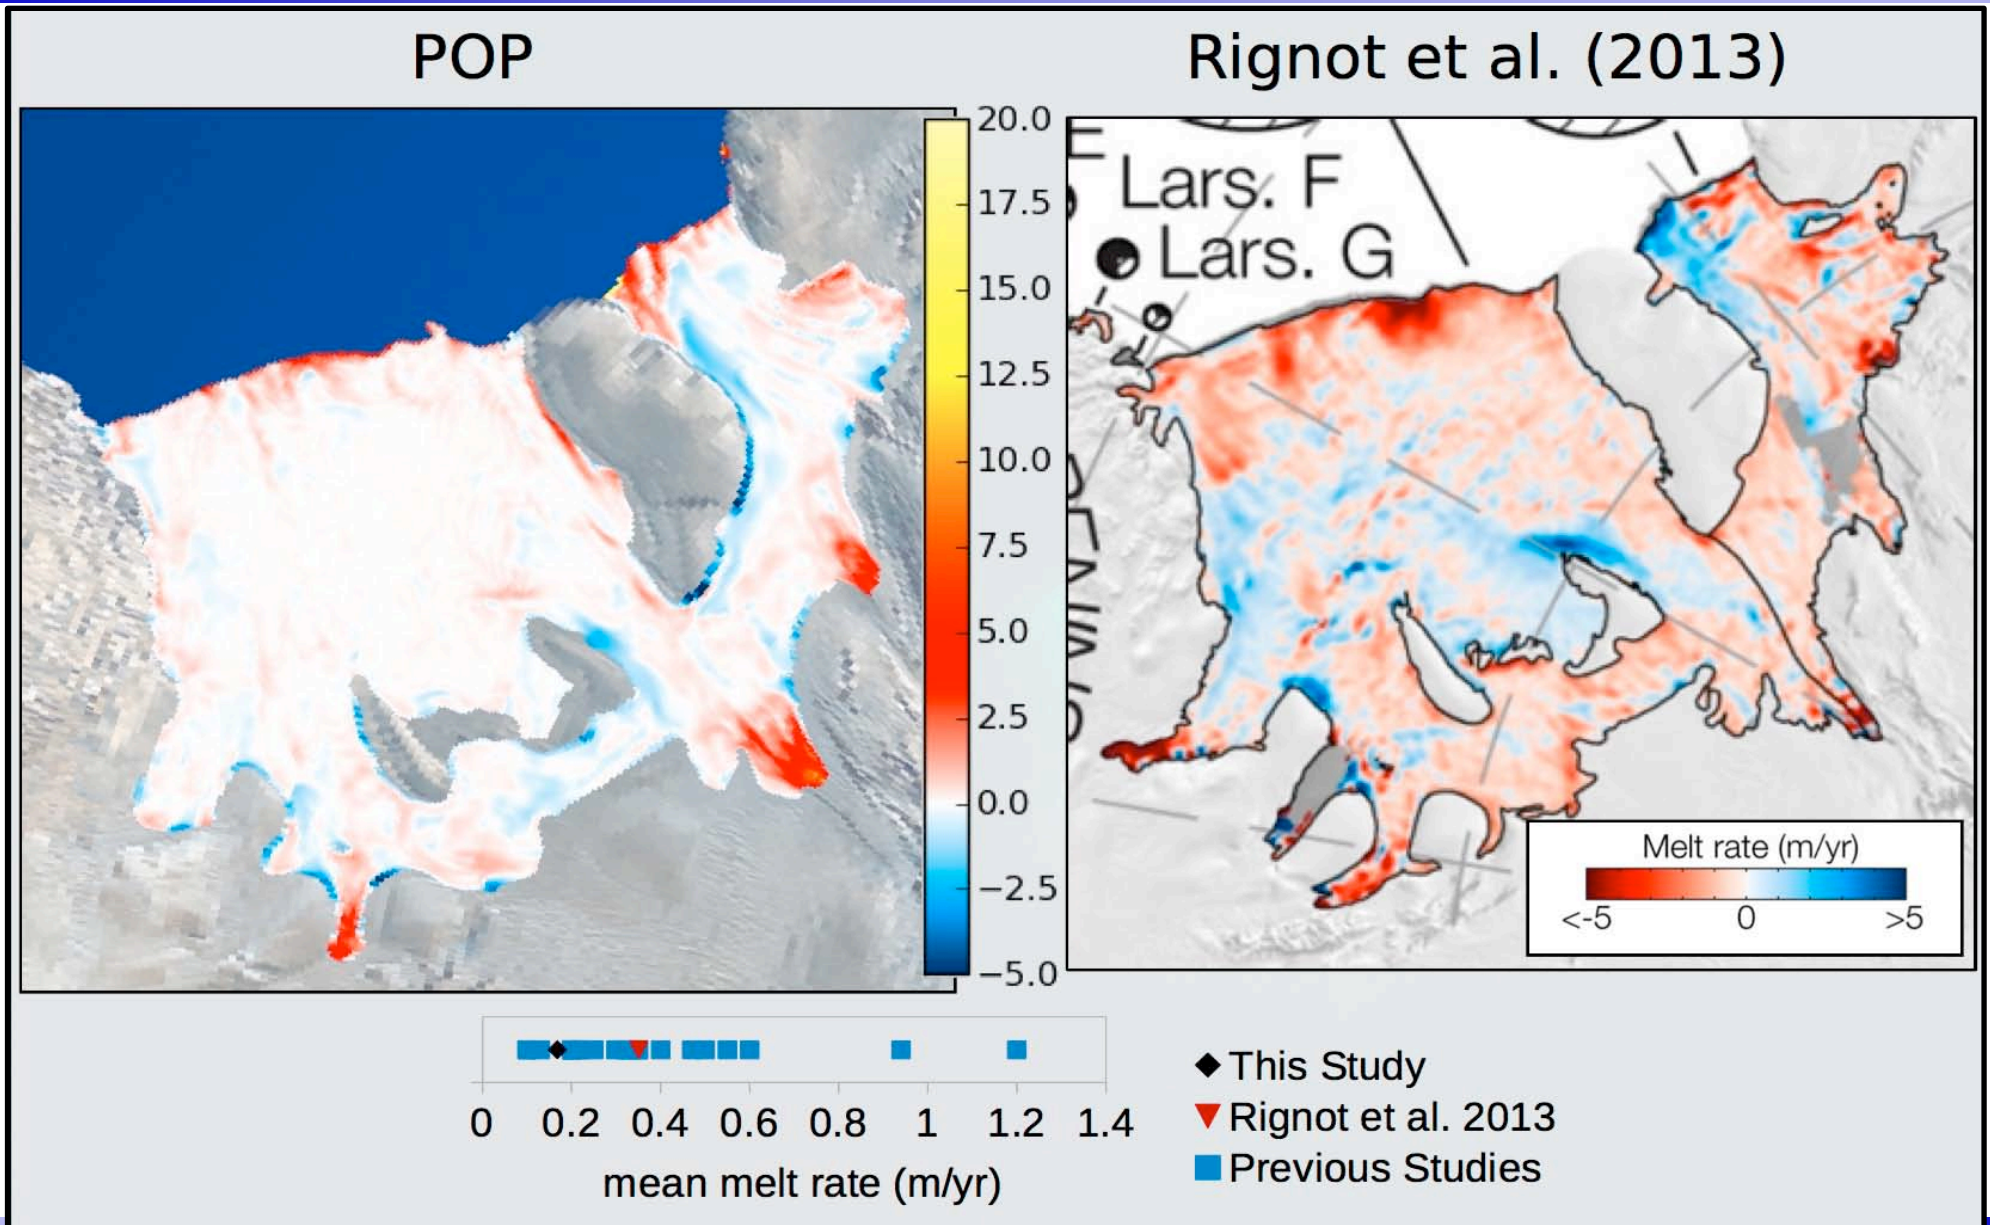 POP
Rignot et al. (2013)
20.0
17.5
15.0
12.5
10.0
7.5
5.0
2.5
0.0
−2.5
−5.0
Lars. F
Lars. G
Melt rate (m/yr)
<-5 0 >5
0 0.2 0.4 0.6 0.8 1 1.2 1.4
mean melt rate (m/yr)
This Study
Rignot et al. 2013
Previous Studies